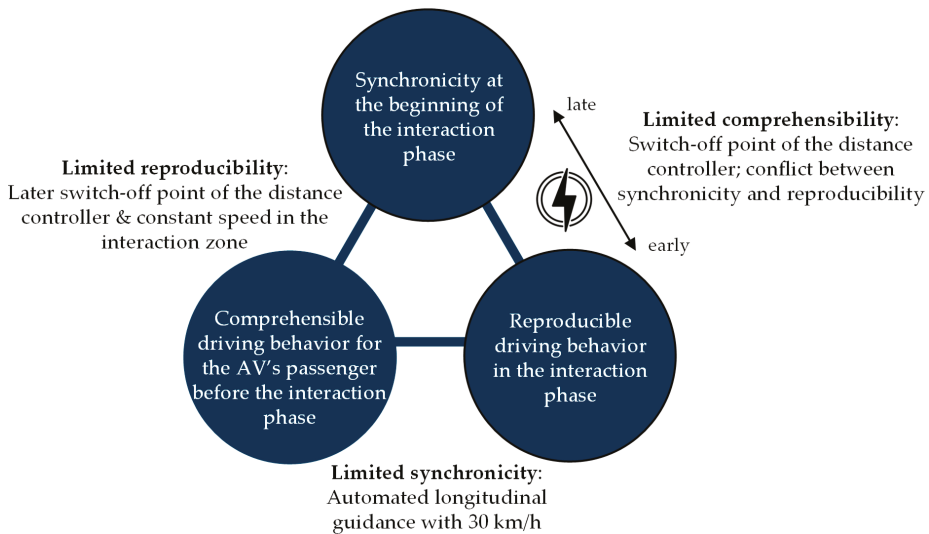 Synchronicity at
the beginning of
the interaction
phase
late
early
Limited comprehensibility:
Switch-off point of the distance
controller; conflict between
synchronicity and reproducibility
Limited reproducibility:
Later switch-off point of the distance
controller & constant speed in the
interaction zone
Comprehensible
driving behavior for
the AV's passenger
before the interaction
phase
Reproducible
driving behavior
in the interaction
phase
Limited synchronicity:
Automated longitudinal
guidance with 30 km/h